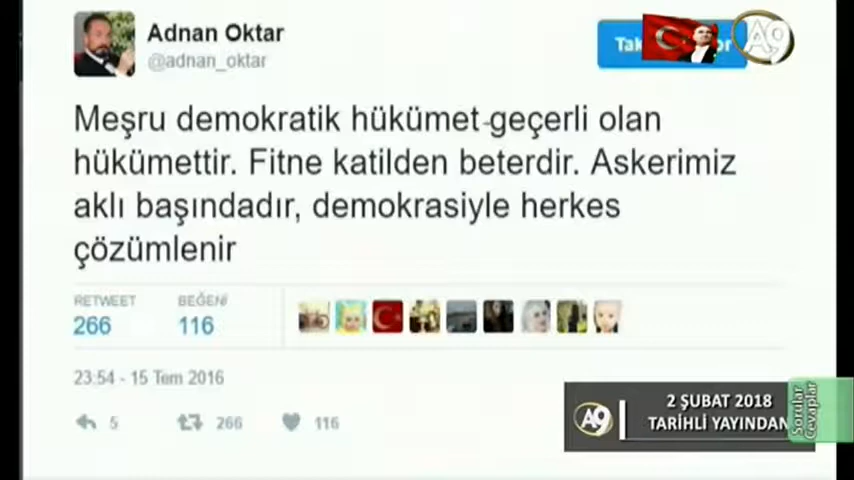 Adnan Oktar
@adnan_oktar
A9
Meşru demokratik hükümet-geçerli olan
hükümettir. Fitne katilden beterdir. Askerimiz
aklı başındadır, demokrasiyle herkes
çözümlenir
RETWEET BEĞENİ
266 116
23:54 - 15 Tem 2016
5 266 116
A9
2 ŞUBAT 2018
TARİHLİ YAYINDAN
Sorular
Cevaplar